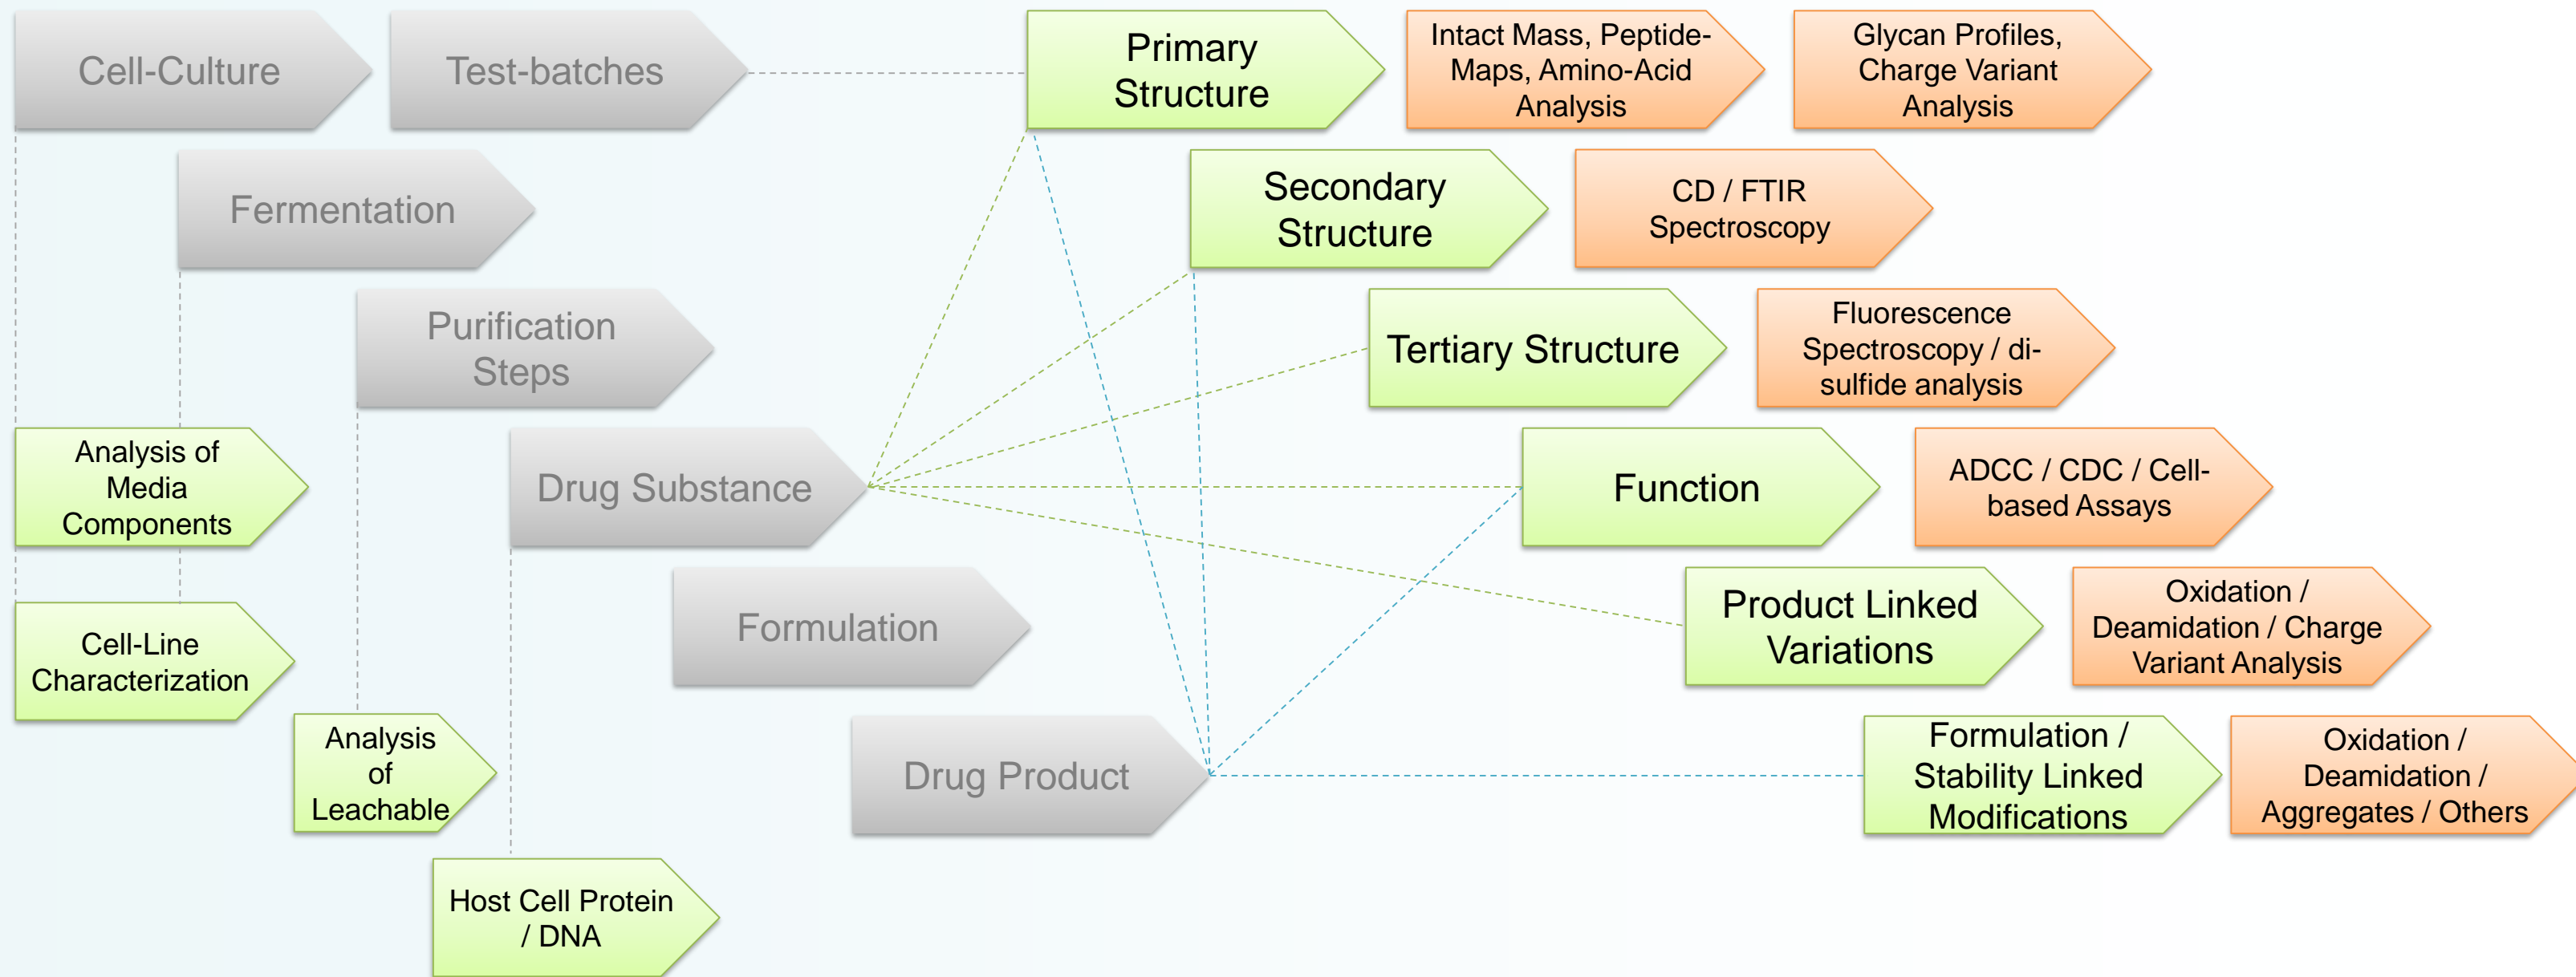 Cell-Culture
Test-batches
Primary
Structure
Intact Mass, Peptide-
Maps, Amino-Acid
Analysis
Glycan Profiles,
Charge Variant
Analysis
Fermentation
Secondary
Structure
CD / FTIR
Spectroscopy
Purification
Steps
Tertiary Structure
Fluorescence
Spectroscopy / di-
sulfide analysis
Analysis of
Media
Components
Drug Substance
Function
ADCC / CDC / Cell-
based Assays
Cell-Line
Characterization
Formulation
Product Linked
Variations
Oxidation /
Deamidation / Charge
Variant Analysis
Analysis
of
Leachable
Drug Product
Formulation /
Stability Linked
Modifications
Oxidation /
Deamidation /
Aggregates / Others
Host Cell Protein
/ DNA